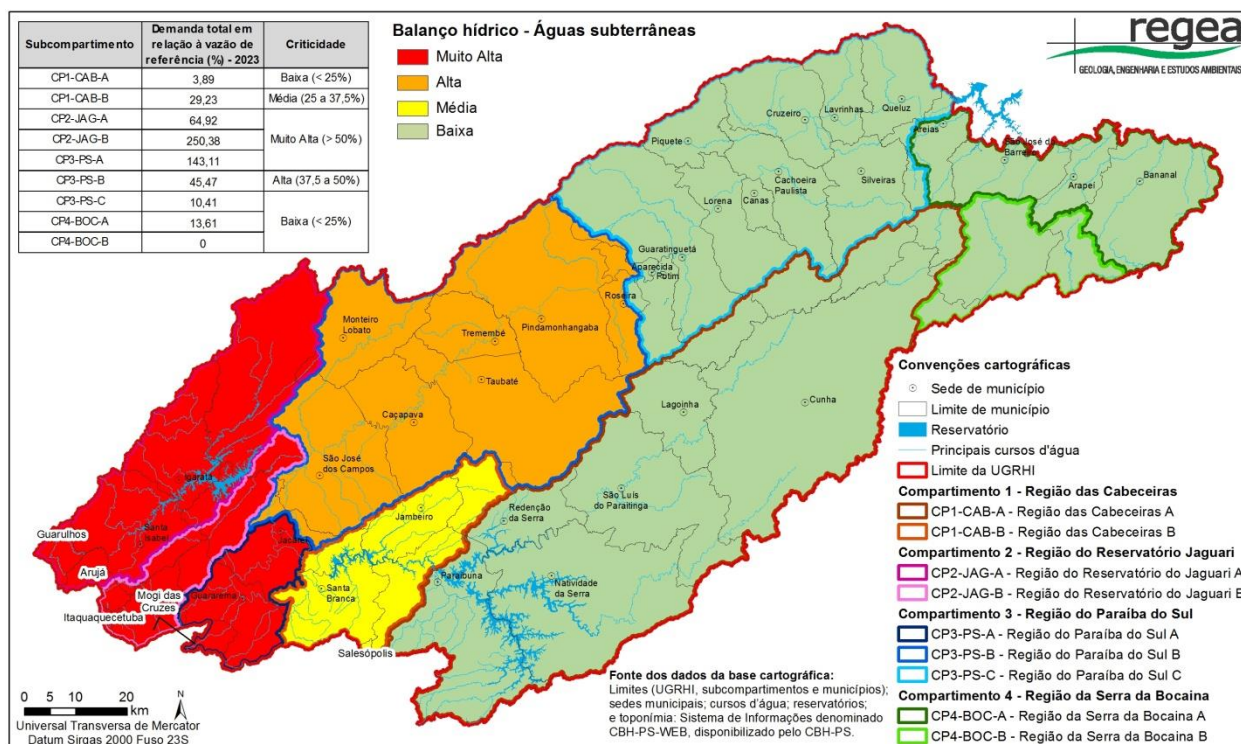 Subcompartimento
Demanda total em relação à vazão de referência (%) - 2023
Criticidade
CP1-CAB-A 3,89 Baixa (< 25%)
CP1-CAB-B 29,23 Média (25 a 37,5%)
CP2-JAG-A 64,92
CP2-JAG-B 250,38 Muito Alta (> 50%)
CP3-PS-A 143,11
CP3-PS-B 45,47 Alta (37,5 a 50%)
CP3-PS-C 10,41
CP4-BOC-A 13,61 Baixa (< 25%)
CP4-BOC-B 0
Balanço hídrico - Águas subterrâneas
Muito Alta
Alta
Média
Baixa
regea
GEOLOGIA, ENGENHARIA E ESTUDOS AMBIENTAIS
Queluz
Lavrinhas
Cruzeiro
Areias
Piquete
São José do
Barreiro
Cachoeira
Paulista
Silveiras
Arapeí
Bananal
Canas
Lorena
Guaratinguetá
Aparecida
Potim
Roseira
Pindamonhangaba
Monteiro
Lobato
Tremembé
Taubaté
Caçapava
Lagoinha
Cunha
São José
dos Campos
Igaratá
São Luís
do Paraitinga
Jambeiro
Redenção
da Serra
Santa
Isabel
Guarulhos
Jacareí
Arujá
Paraibuna
Natividade
da Serra
Santa
Branca
Mogi das
Cruzes
Guararema
Itaquaquecetuba
Salesópolis
Convenções cartográficas
Sede de município
Limite de município
Reservatório
Principais cursos d'água
Limite da UGRHI
Compartimento 1 - Região das Cabeceiras
CP1-CAB-A - Região das Cabeceiras A
CP1-CAB-B - Região das Cabeceiras B
Compartimento 2 - Região do Reservatório Jaguari
CP2-JAG-A - Região do Reservatório do Jaguari A
CP2-JAG-B - Região do Reservatório do Jaguari B
Compartimento 3 - Região do Paraíba do Sul
CP3-PS-A - Região do Paraíba do Sul A
CP3-PS-B - Região do Paraíba do Sul B
CP3-PS-C - Região do Paraíba do Sul C
Compartimento 4 - Região da Serra da Bocaina
CP4-BOC-A - Região da Serra da Bocaina A
CP4-BOC-B - Região da Serra da Bocaina B
Fonte dos dados da base cartográfica:
Limites (UGRHI, subcompartimentos e municípios);
sedes municipais; cursos d'água; reservatórios;
e toponímia: Sistema de Informações denominado
CBH-PS-WEB, disponibilizado pelo CBH-PS.
0 5 10 20
km
N
Universal Transversa de Mercator
Datum Sirgas 2000 Fuso 23S